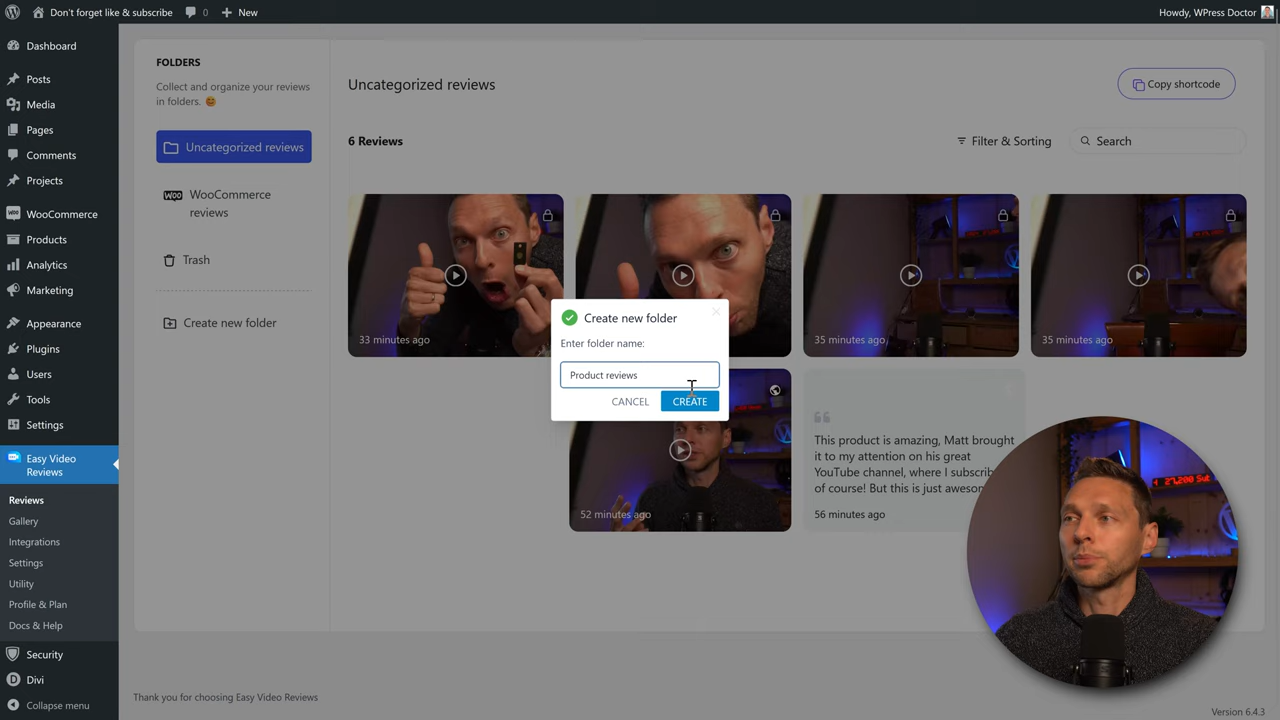 Don't forget like & subscribe
0
New
Howdy, WPress Doctor
Dashboard
Posts
Media
Pages
Comments
Projects
WooCommerce
Products
Analytics
Marketing
Appearance
Plugins
Users
Tools
Settings
Easy Video
Reviews
Reviews
Gallery
Integrations
Settings
Utility
Profile & Plan
Docs & Help
Security
Divi
Collapse menu
FOLDERS
Collect and organize your reviews
in folders. 😊
Uncategorized reviews
WOO
WooCommerce
reviews
Trash
Create new folder
Uncategorized reviews
Copy shortcode
6 Reviews
Filter & Sorting
Search
33 minutes ago
35 minutes ago
35 minutes ago
Create new folder
Enter folder name:
Product reviews
CANCEL
CREATE
52 minutes ago
This product is amazing, Matt brought
it to my attention on his great
YouTube channel, where I subscrib
of course! But this is just aweso
56 minutes ago
27,200 Su
Thank you for choosing Easy Video Reviews
Version 6.4.3